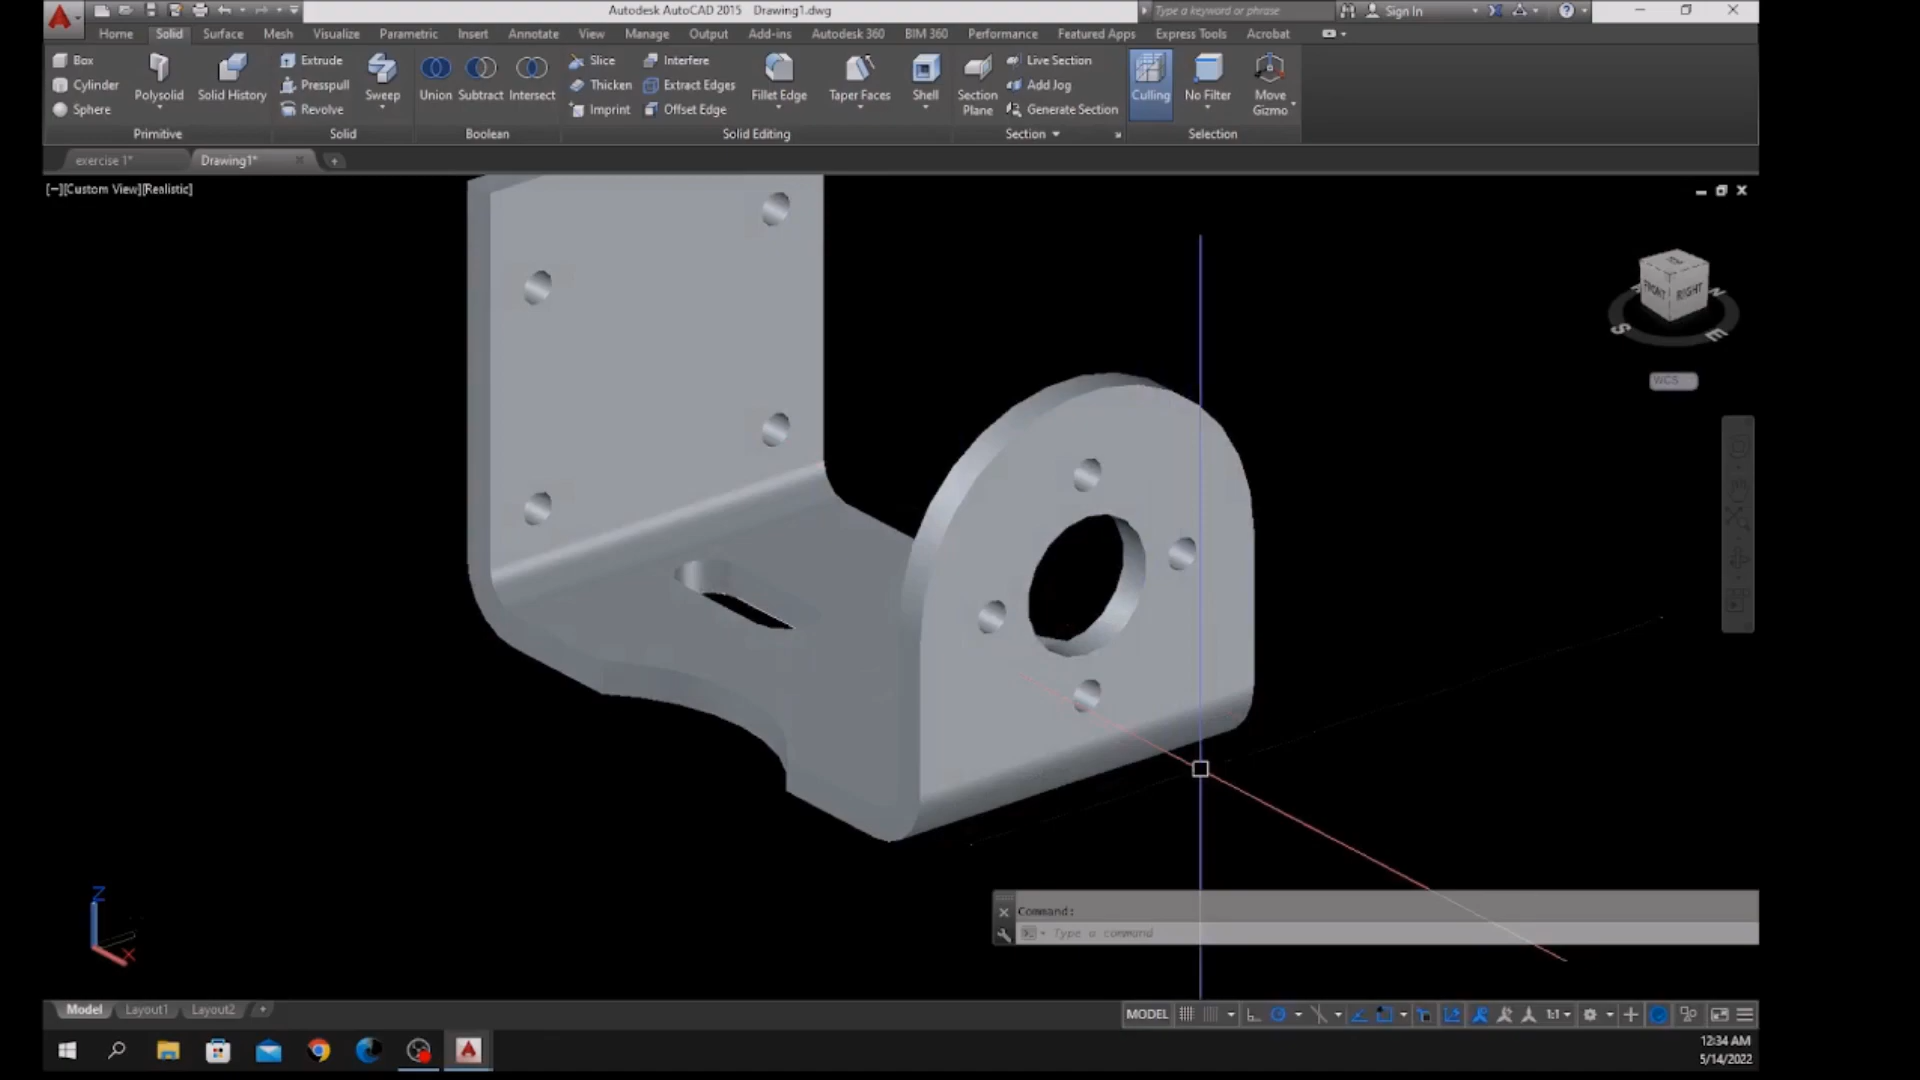 Autodesk AutoCAD 2015 Drawing1.dwg
Type a keyword or phrase
Sign In
Home Solid Surface Mesh Visualize Parametric Insert Annotate View Manage Output Add-ins Autodesk 360 BIM 360 Performance Featured Apps Express Tools Acrobat
Box
Cylinder
Sphere
Polysolid
Solid History
Extrude
Presspull
Revolve
Sweep
Union
Subtract
Intersect
Slice
Thicken
Imprint
Interfere
Extract Edges
Offset Edge
Fillet Edge
Taper Faces
Shell
Section
Plane
Live Section
Add Jog
Generate Section
Culling
No Filter
Move
Gizmo
Primitive Solid Boolean Solid Editing Section Selection
exercise 1*
Drawing1*
[−][Custom View][Realistic]
TOP
FRONT
RIGHT
S
E
WCS
Z
X
Command:
Type a command
Model Layout1 Layout2
MODEL
1:1
12:34 AM
5/14/2022